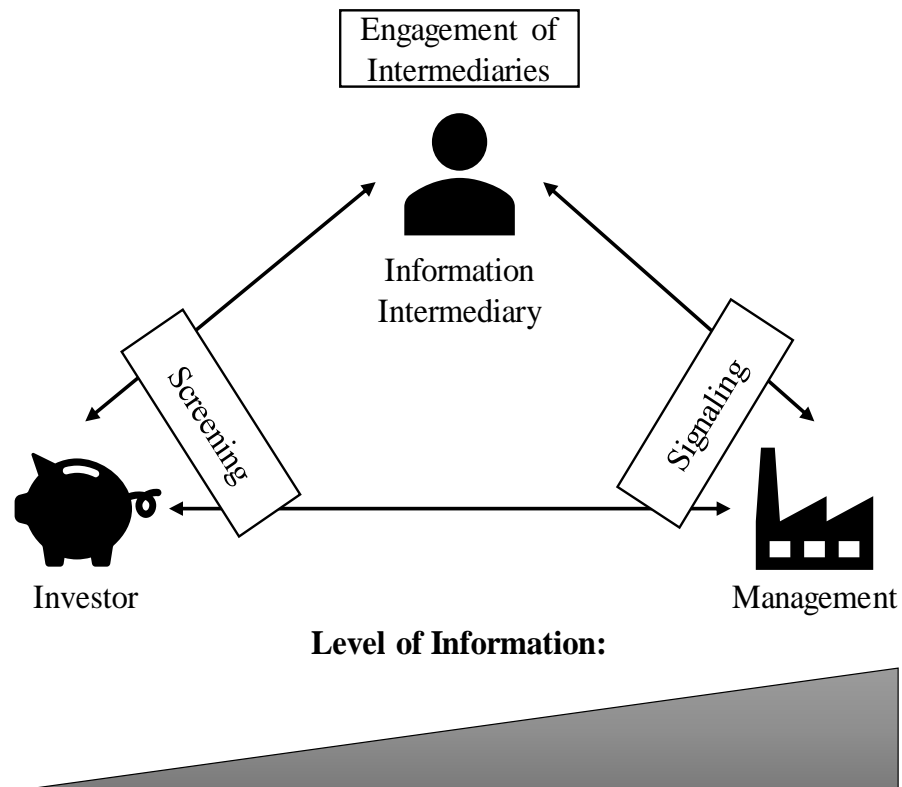 Engagement of
Intermediaries
Information
Intermediary
Screening
Signaling
Investor
Management
Level of Information: